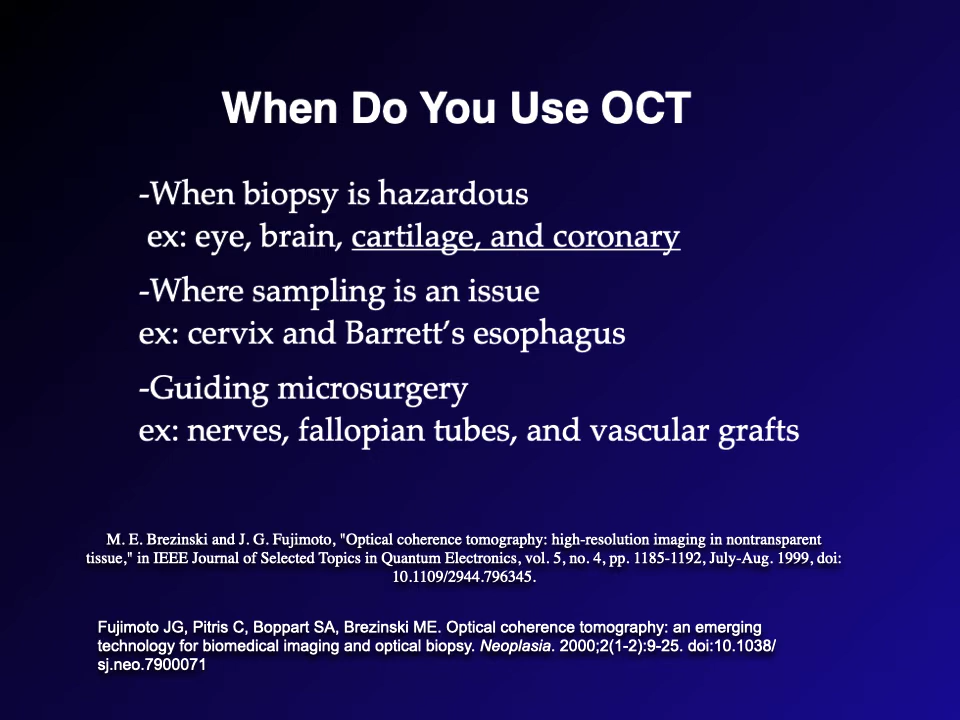 When Do You Use OCT
-When biopsy is hazardous
ex: eye, brain, cartilage, and coronary
-Where sampling is an issue
ex: cervix and Barrett’s esophagus
-Guiding microsurgery
ex: nerves, fallopian tubes, and vascular grafts
M. E. Brezinski and J. G. Fujimoto, "Optical coherence tomography: high-resolution imaging in nontransparent
tissue," in IEEE Journal of Selected Topics in Quantum Electronics, vol. 5, no. 4, pp. 1185-1192, July-Aug. 1999, doi:
10.1109/2944.796345.
Fujimoto JG, Pitris C, Boppart SA, Brezinski ME. Optical coherence tomography: an emerging
technology for biomedical imaging and optical biopsy. Neoplasia. 2000;2(1-2):9-25. doi:10.1038/
sj.neo.7900071